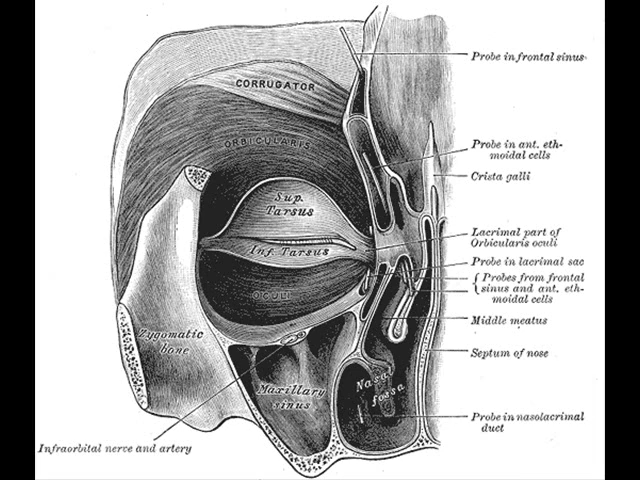 Probe in frontal sinus
CORRUGATOR
ORBICULARIS
Probe in ant. eth-
moidal cells
Crista galli
Sup.
Tarsus
Lacrimal part of
Orbicularis oculi
Inf. Tarsus
Probe in lacrimal sac
Probes from frontal
sinus and ant. eth-
moidal cells
OCULI
Middle meatus
Zygomatic
bone
Septum of nose
Maxillary
sinus
Nasal
fossa
Probe in nasolacrimal
duct
Infraorbital nerve and artery